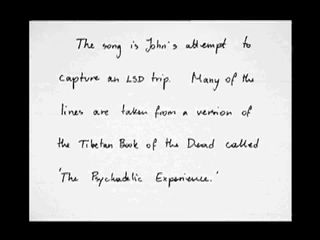 The song is John's attempt to
capture an LSD trip. Many of the
lines are taken from a version of
the Tibetan Book of the Dead called
'The Psychadelic Experience.'